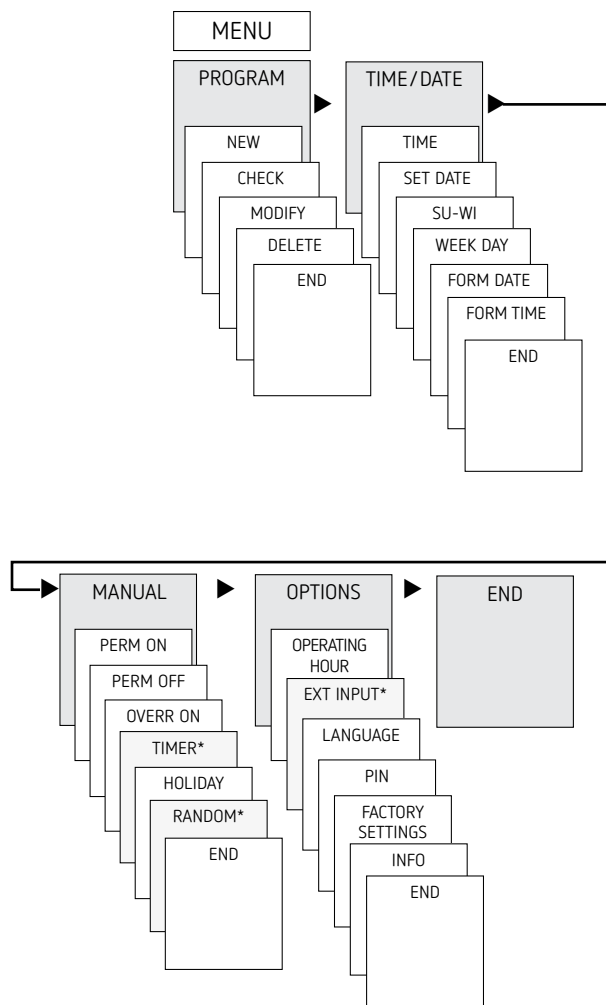 MENU
PROGRAM
NEW
CHECK
MODIFY
DELETE
END
TIME/DATE
TIME
SET DATE
SU-WI
WEEK DAY
FORM DATE
FORM TIME
END
MANUAL
PERM ON
PERM OFF
OVERR ON
TIMER*
HOLIDAY
RANDOM*
END
OPTIONS
OPERATING
HOUR
EXT INPUT*
LANGUAGE
PIN
FACTORY
SETTINGS
INFO
END
END